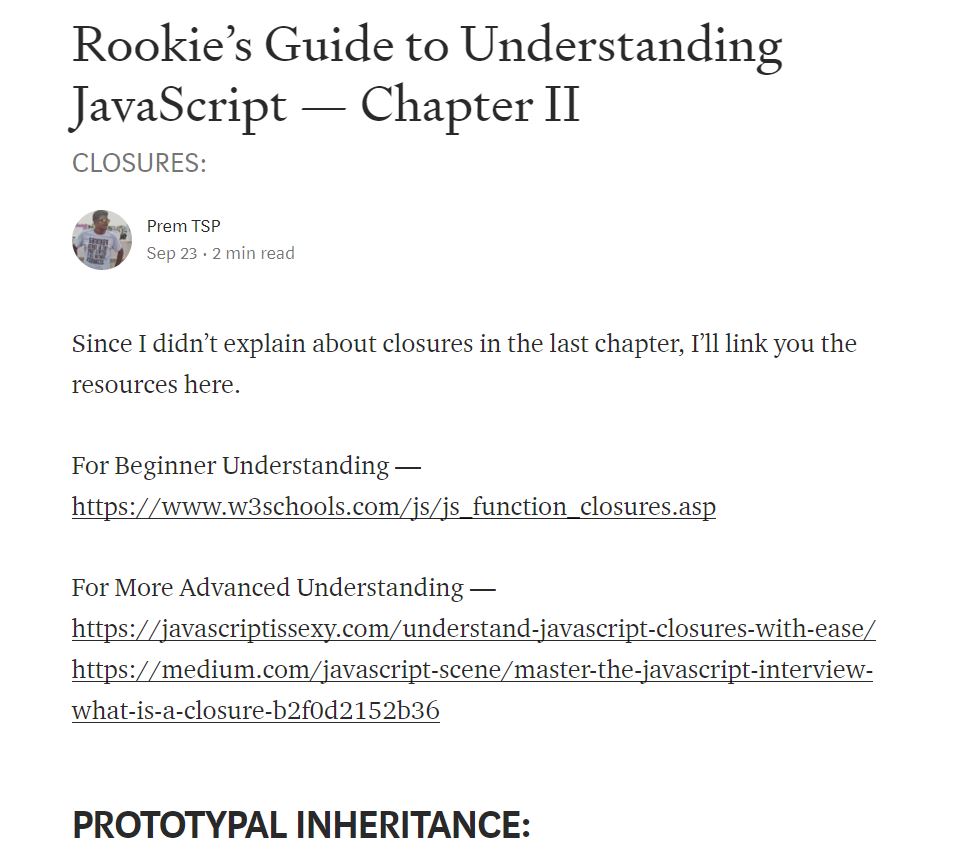 Rookie’s Guide to Understanding
JavaScript — Chapter II
CLOSURES:
Prem TSP
Sep 23 · 2 min read
Since I didn’t explain about closures in the last chapter, I’ll link you the
resources here.
For Beginner Understanding —
https://www.w3schools.com/js/js_function_closures.asp
For More Advanced Understanding —
https://javascriptissexy.com/understand-javascript-closures-with-ease/
https://medium.com/javascript-scene/master-the-javascript-interview-
what-is-a-closure-b2f0d2152b36
PROTOTYPAL INHERITANCE: